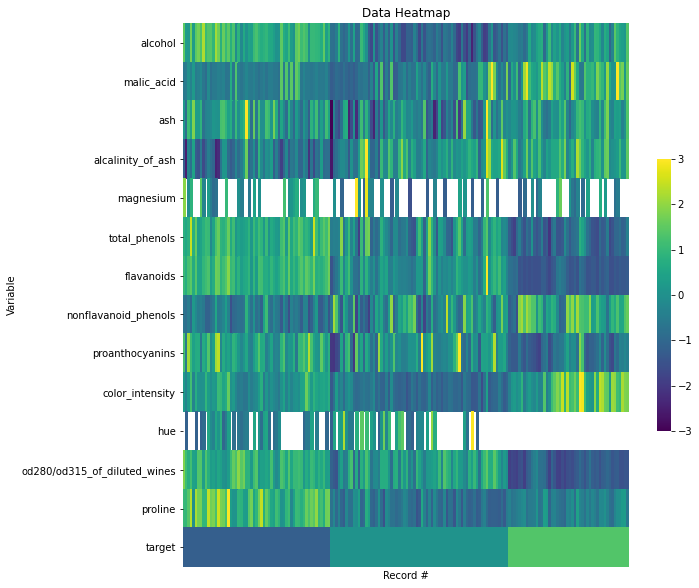 Data Heatmap
alcohol
malic_acid
ash
alcalinity_of_ash
magnesium
total_phenols
flavanoids
nonflavanoid_phenols
proanthocyanins
color_intensity
hue
od280/od315_of_diluted_wines
proline
target
Variable
Record #
3
2
1
0
−1
−2
−3